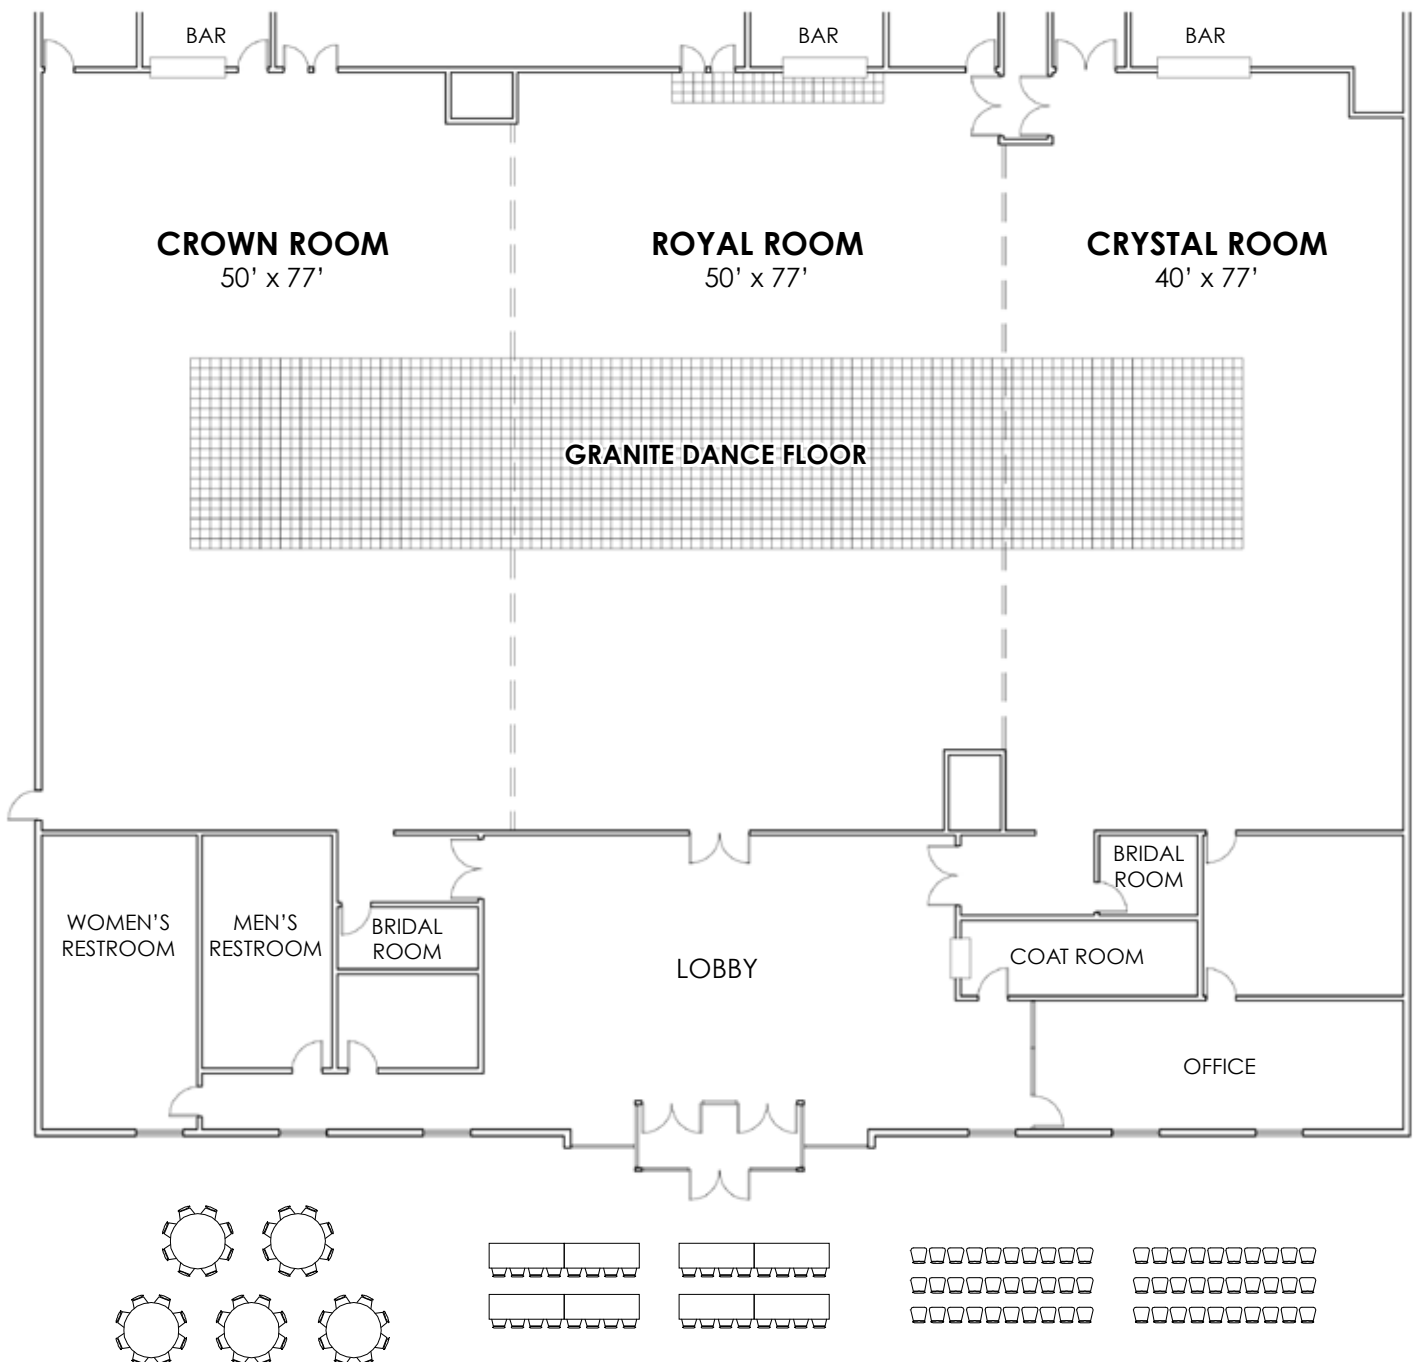 BAR
BAR
BAR
CROWN ROOM
50’ x 77’
ROYAL ROOM
50’ x 77’
CRYSTAL ROOM
40’ x 77’
GRANITE DANCE FLOOR
WOMEN’S
RESTROOM
MEN’S
RESTROOM
BRIDAL
ROOM
LOBBY
BRIDAL
ROOM
COAT ROOM
OFFICE